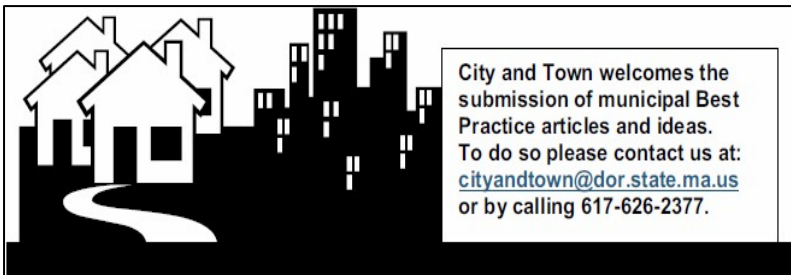 City and Town welcomes the
submission of municipal Best
Practice articles and ideas.
To do so please contact us at:
cityandtown@dor.state.ma.us
or by calling 617-626-2377.